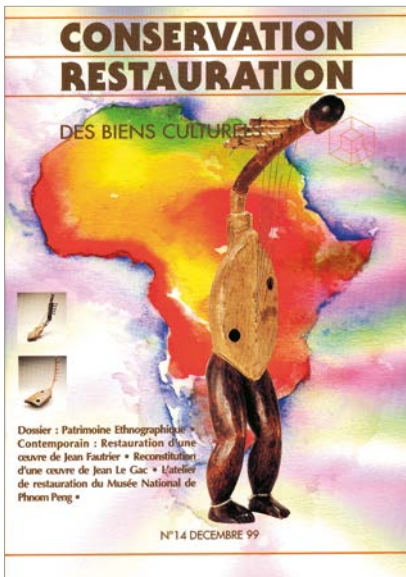 CONSERVATION
RESTAURATION
DES BIENS CULTURELS
Dossier : Patrimoine Ethnographique •
Contemporain : Restauration d'une
œuvre de Jean Fautrier • Reconstitution
d'une œuvre de Jean Le Gac • L'atelier
de restauration du Musée National de
Phnom Peng •
N°14 DECEMBRE 99